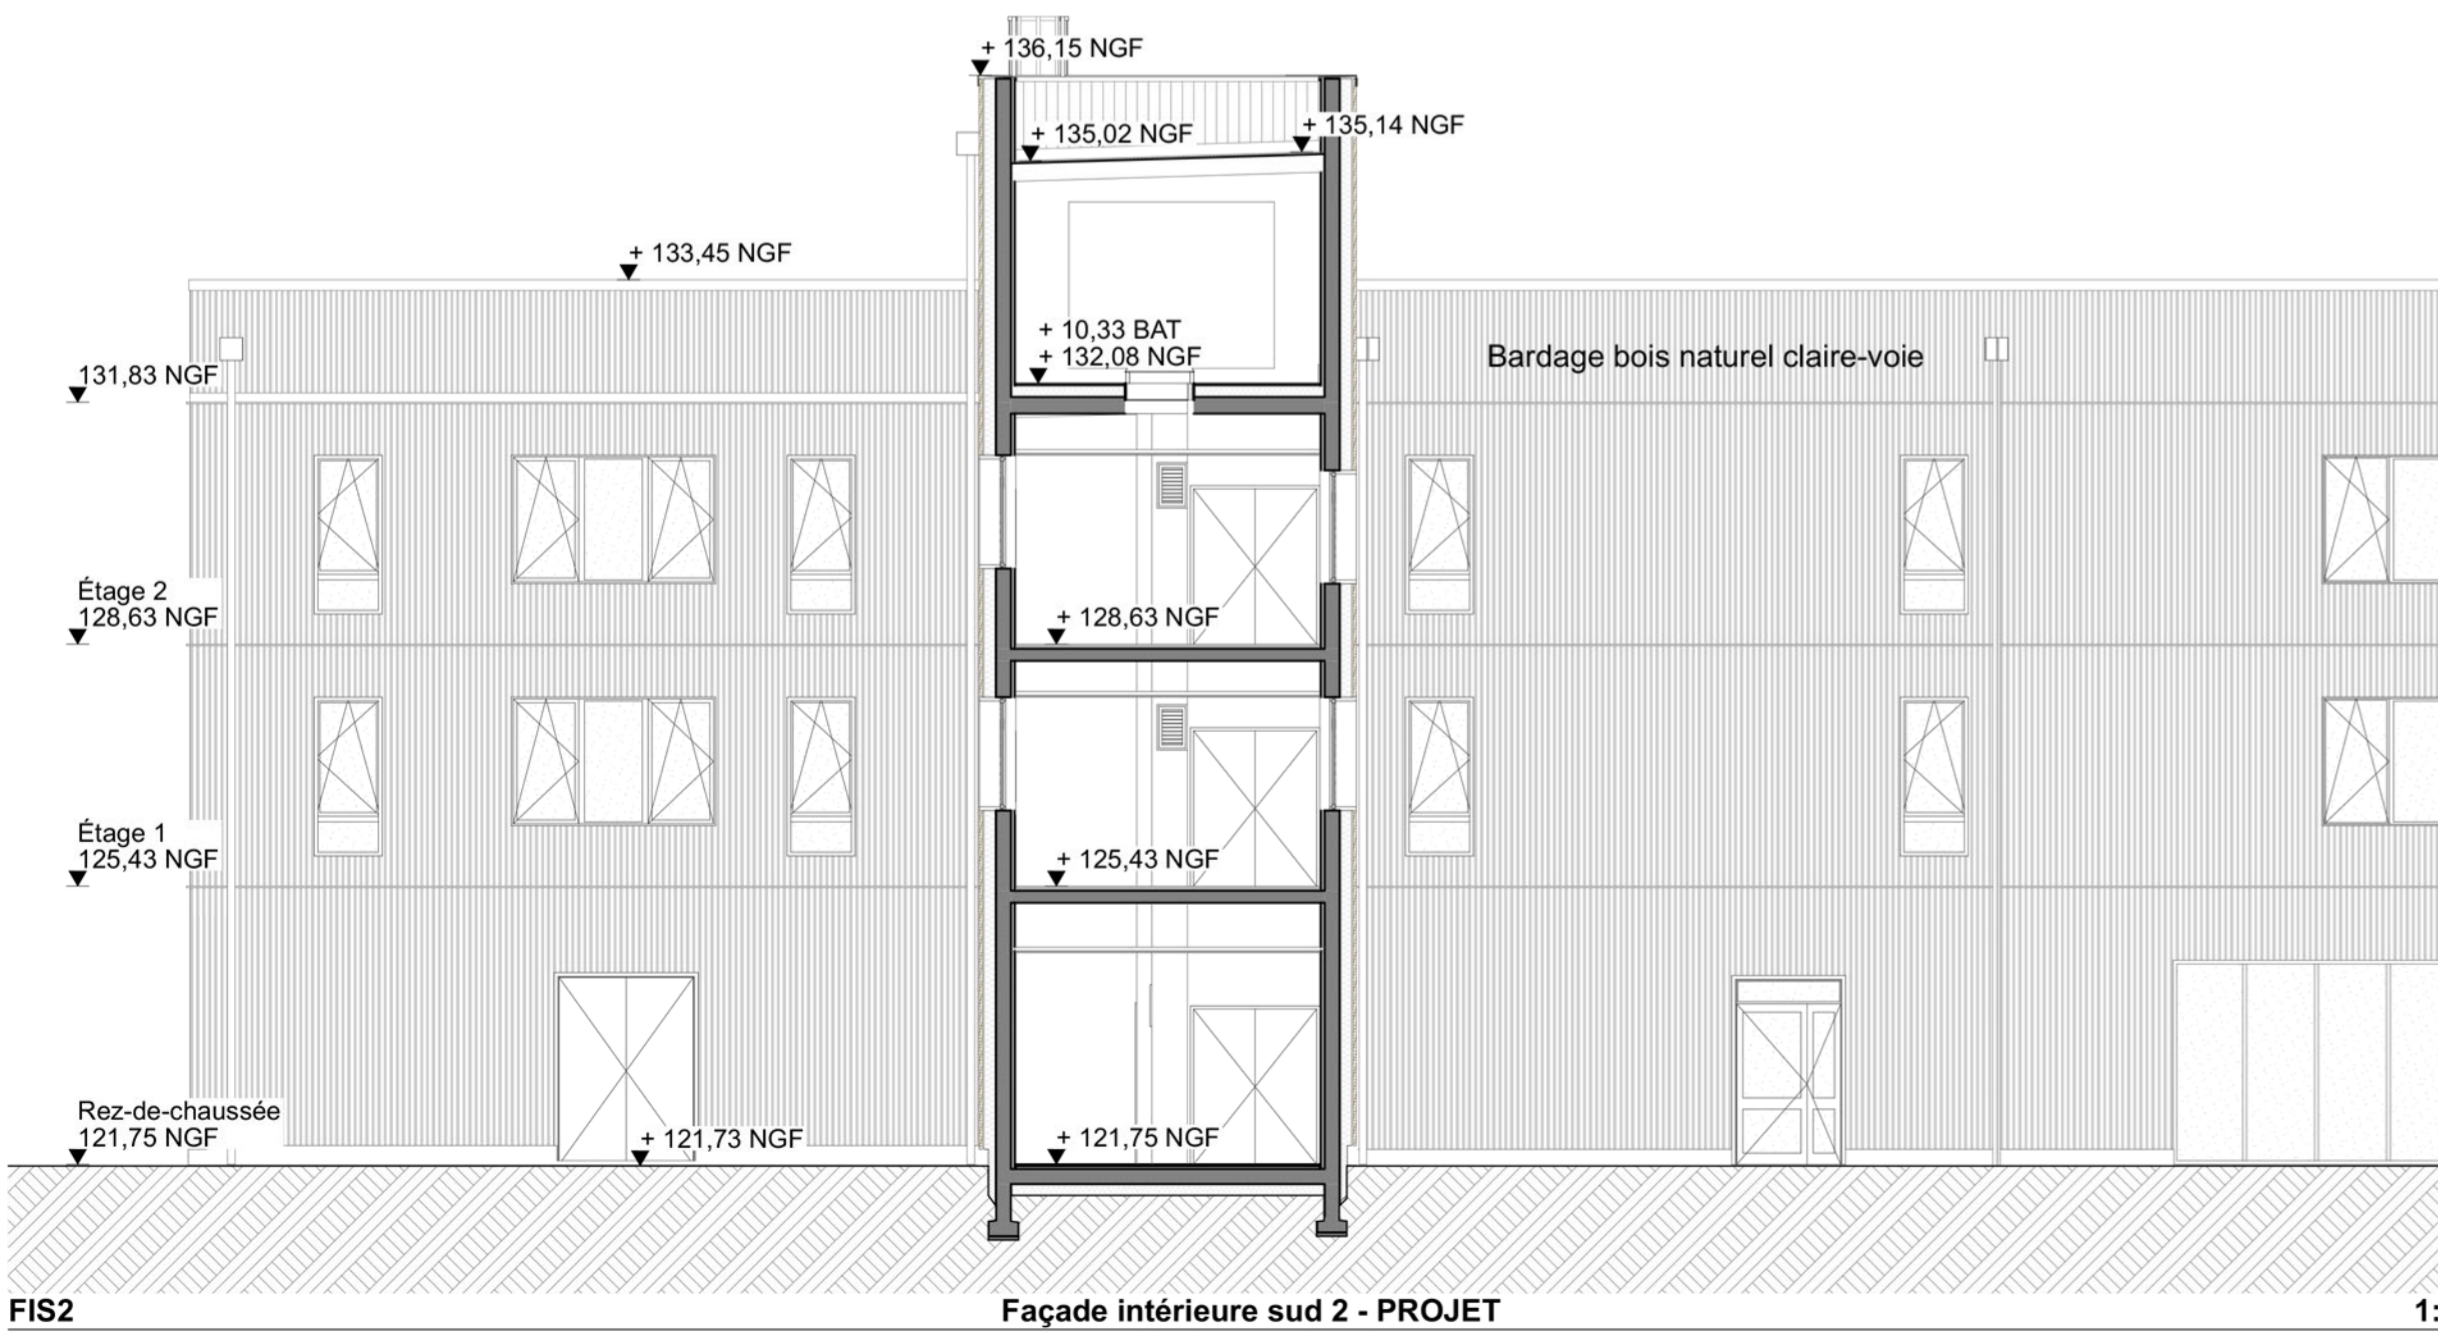 + 136,15 NGF
+ 135,02 NGF
+ 135,14 NGF
+ 133,45 NGF
+ 10,33 BAT
+ 132,08 NGF
Bardage bois naturel claire-voie
131,83 NGF
Étage 2
128,63 NGF
+ 128,63 NGF
Étage 1
125,43 NGF
+ 125,43 NGF
Rez-de-chaussée
121,75 NGF
+ 121,73 NGF
+ 121,75 NGF
FIS2
Façade intérieure sud 2 - PROJET
1: